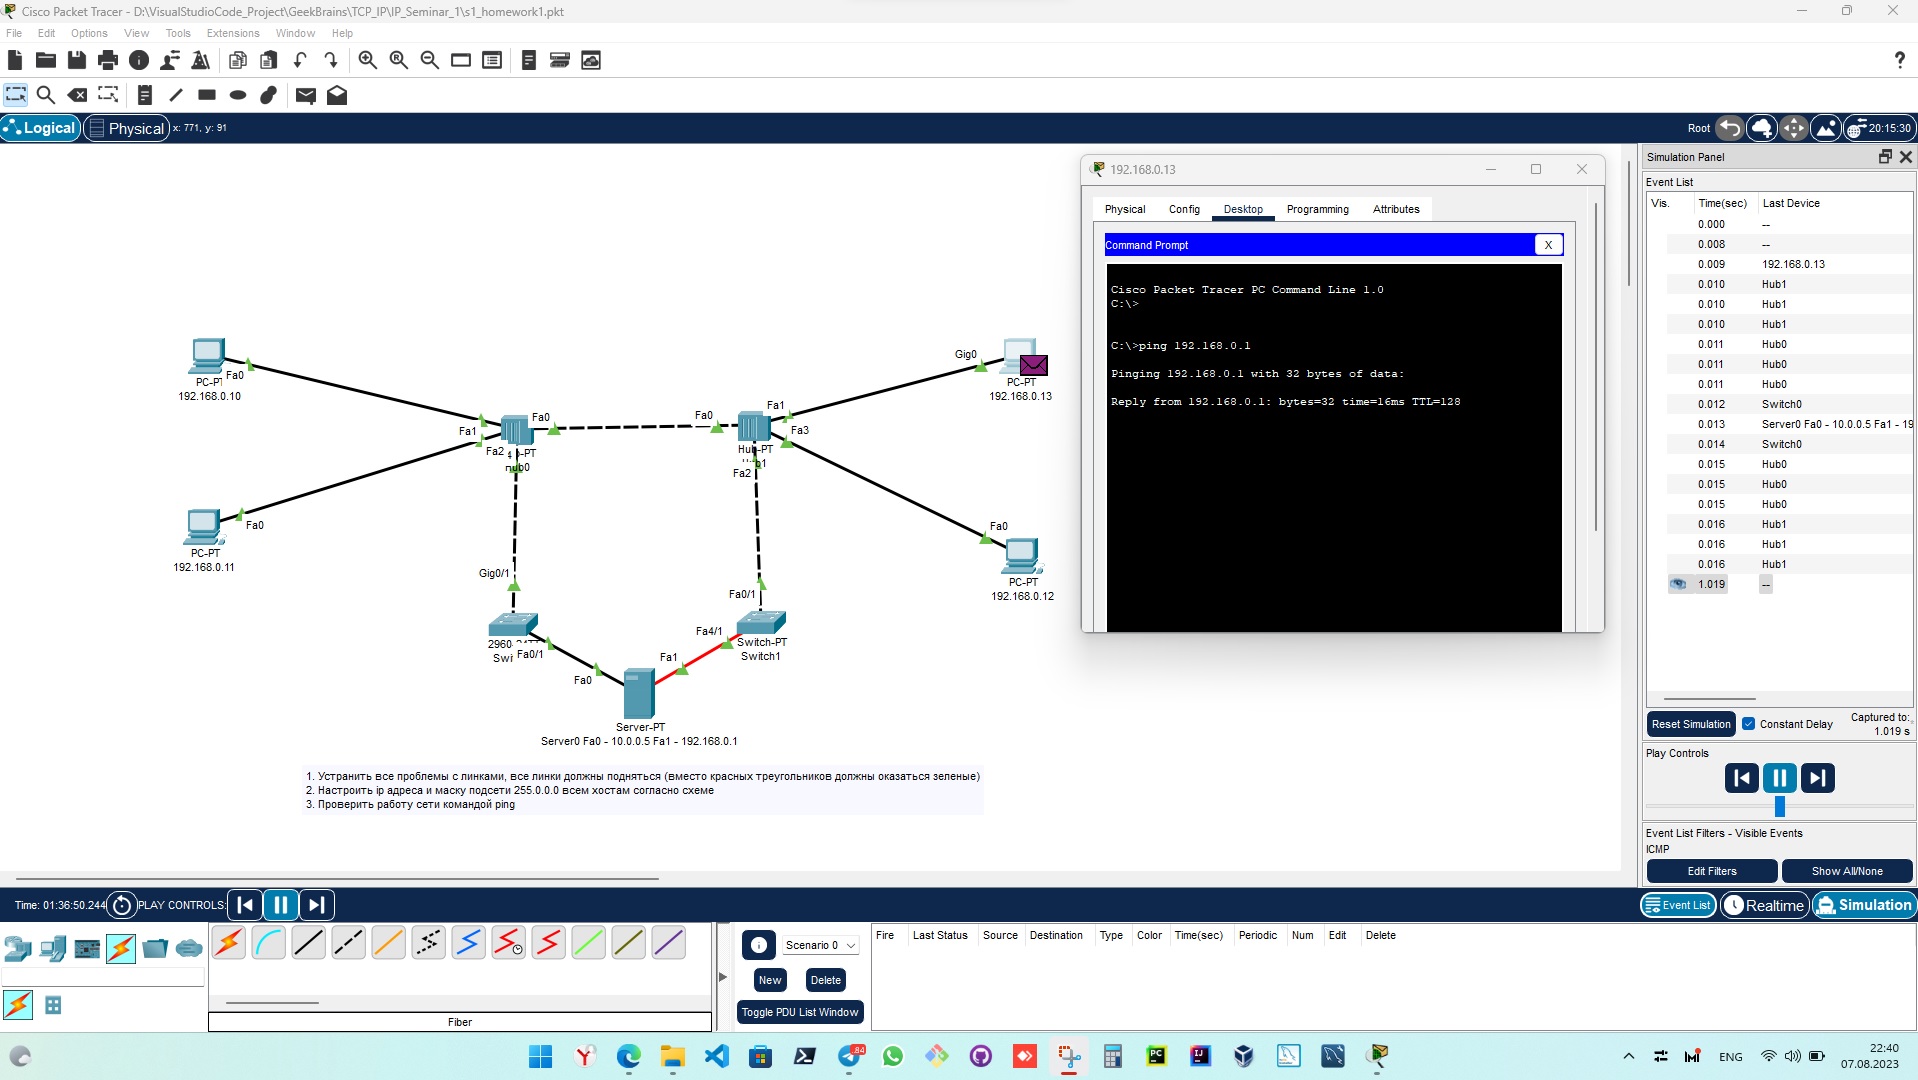 Cisco Packet Tracer - D:\VisualStudioCode_Project\GeekBrains\TCP_IP\IP_Seminar_1\s1_homework1.pkt
File Edit Options View Tools Extensions Window Help
Logical Physical x: 771, y: 91
Root 20:15:30
192.168.0.13
Physical Config Desktop Programming Attributes
Command Prompt
X
Cisco Packet Tracer PC Command Line 1.0
C:\>
C:\>ping 192.168.0.1
Pinging 192.168.0.1 with 32 bytes of data:
Reply from 192.168.0.1: bytes=32 time=16ms TTL=128
Fa0
PC-PT
192.168.0.10
Fa0
PC-PT
192.168.0.11
Fa0
Fa1
Fa2
Hub0
Fa0
Fa1
Fa3
Hub-PT
Hub1
Fa2
Gig0
PC-PT
192.168.0.13
Fa0
PC-PT
192.168.0.12
Gig0/1
2960
Fa0/1
Fa0/1
Fa4/1
Switch-PT
Switch1
Fa0
Fa1
Server-PT
Server0 Fa0 - 10.0.0.5 Fa1 - 192.168.0.1
1. Устранить все проблемы с линками, все линки должны подняться (вместо красных треугольников должны оказаться зеленые)
2. Настроить ip адреса и маску подсети 255.0.0.0 всем хостам согласно схеме
3. Проверить работу сети командой ping
Simulation Panel
Event List
Vis. Time(sec) Last Device
0.000 --
0.008 --
0.009 192.168.0.13
0.010 Hub1
0.010 Hub1
0.010 Hub1
0.011 Hub0
0.011 Hub0
0.011 Hub0
0.012 Switch0
0.013 Server0 Fa0 - 10.0.0.5 Fa1 - 19
0.014 Switch0
0.015 Hub0
0.015 Hub0
0.015 Hub0
0.016 Hub1
0.016 Hub1
0.016 Hub1
1.019 --
Reset Simulation Constant Delay Captured to:
1.019 s
Play Controls
Event List Filters - Visible Events
ICMP
Edit Filters Show All/None
Time: 01:36:50.244 PLAY CONTROLS:
Event List Realtime Simulation
Scenario 0
New Delete
Toggle PDU List Window
Fire Last Status Source Destination Type Color Time(sec) Periodic Num Edit Delete
Fiber
84
ENG
22:40
07.08.2023